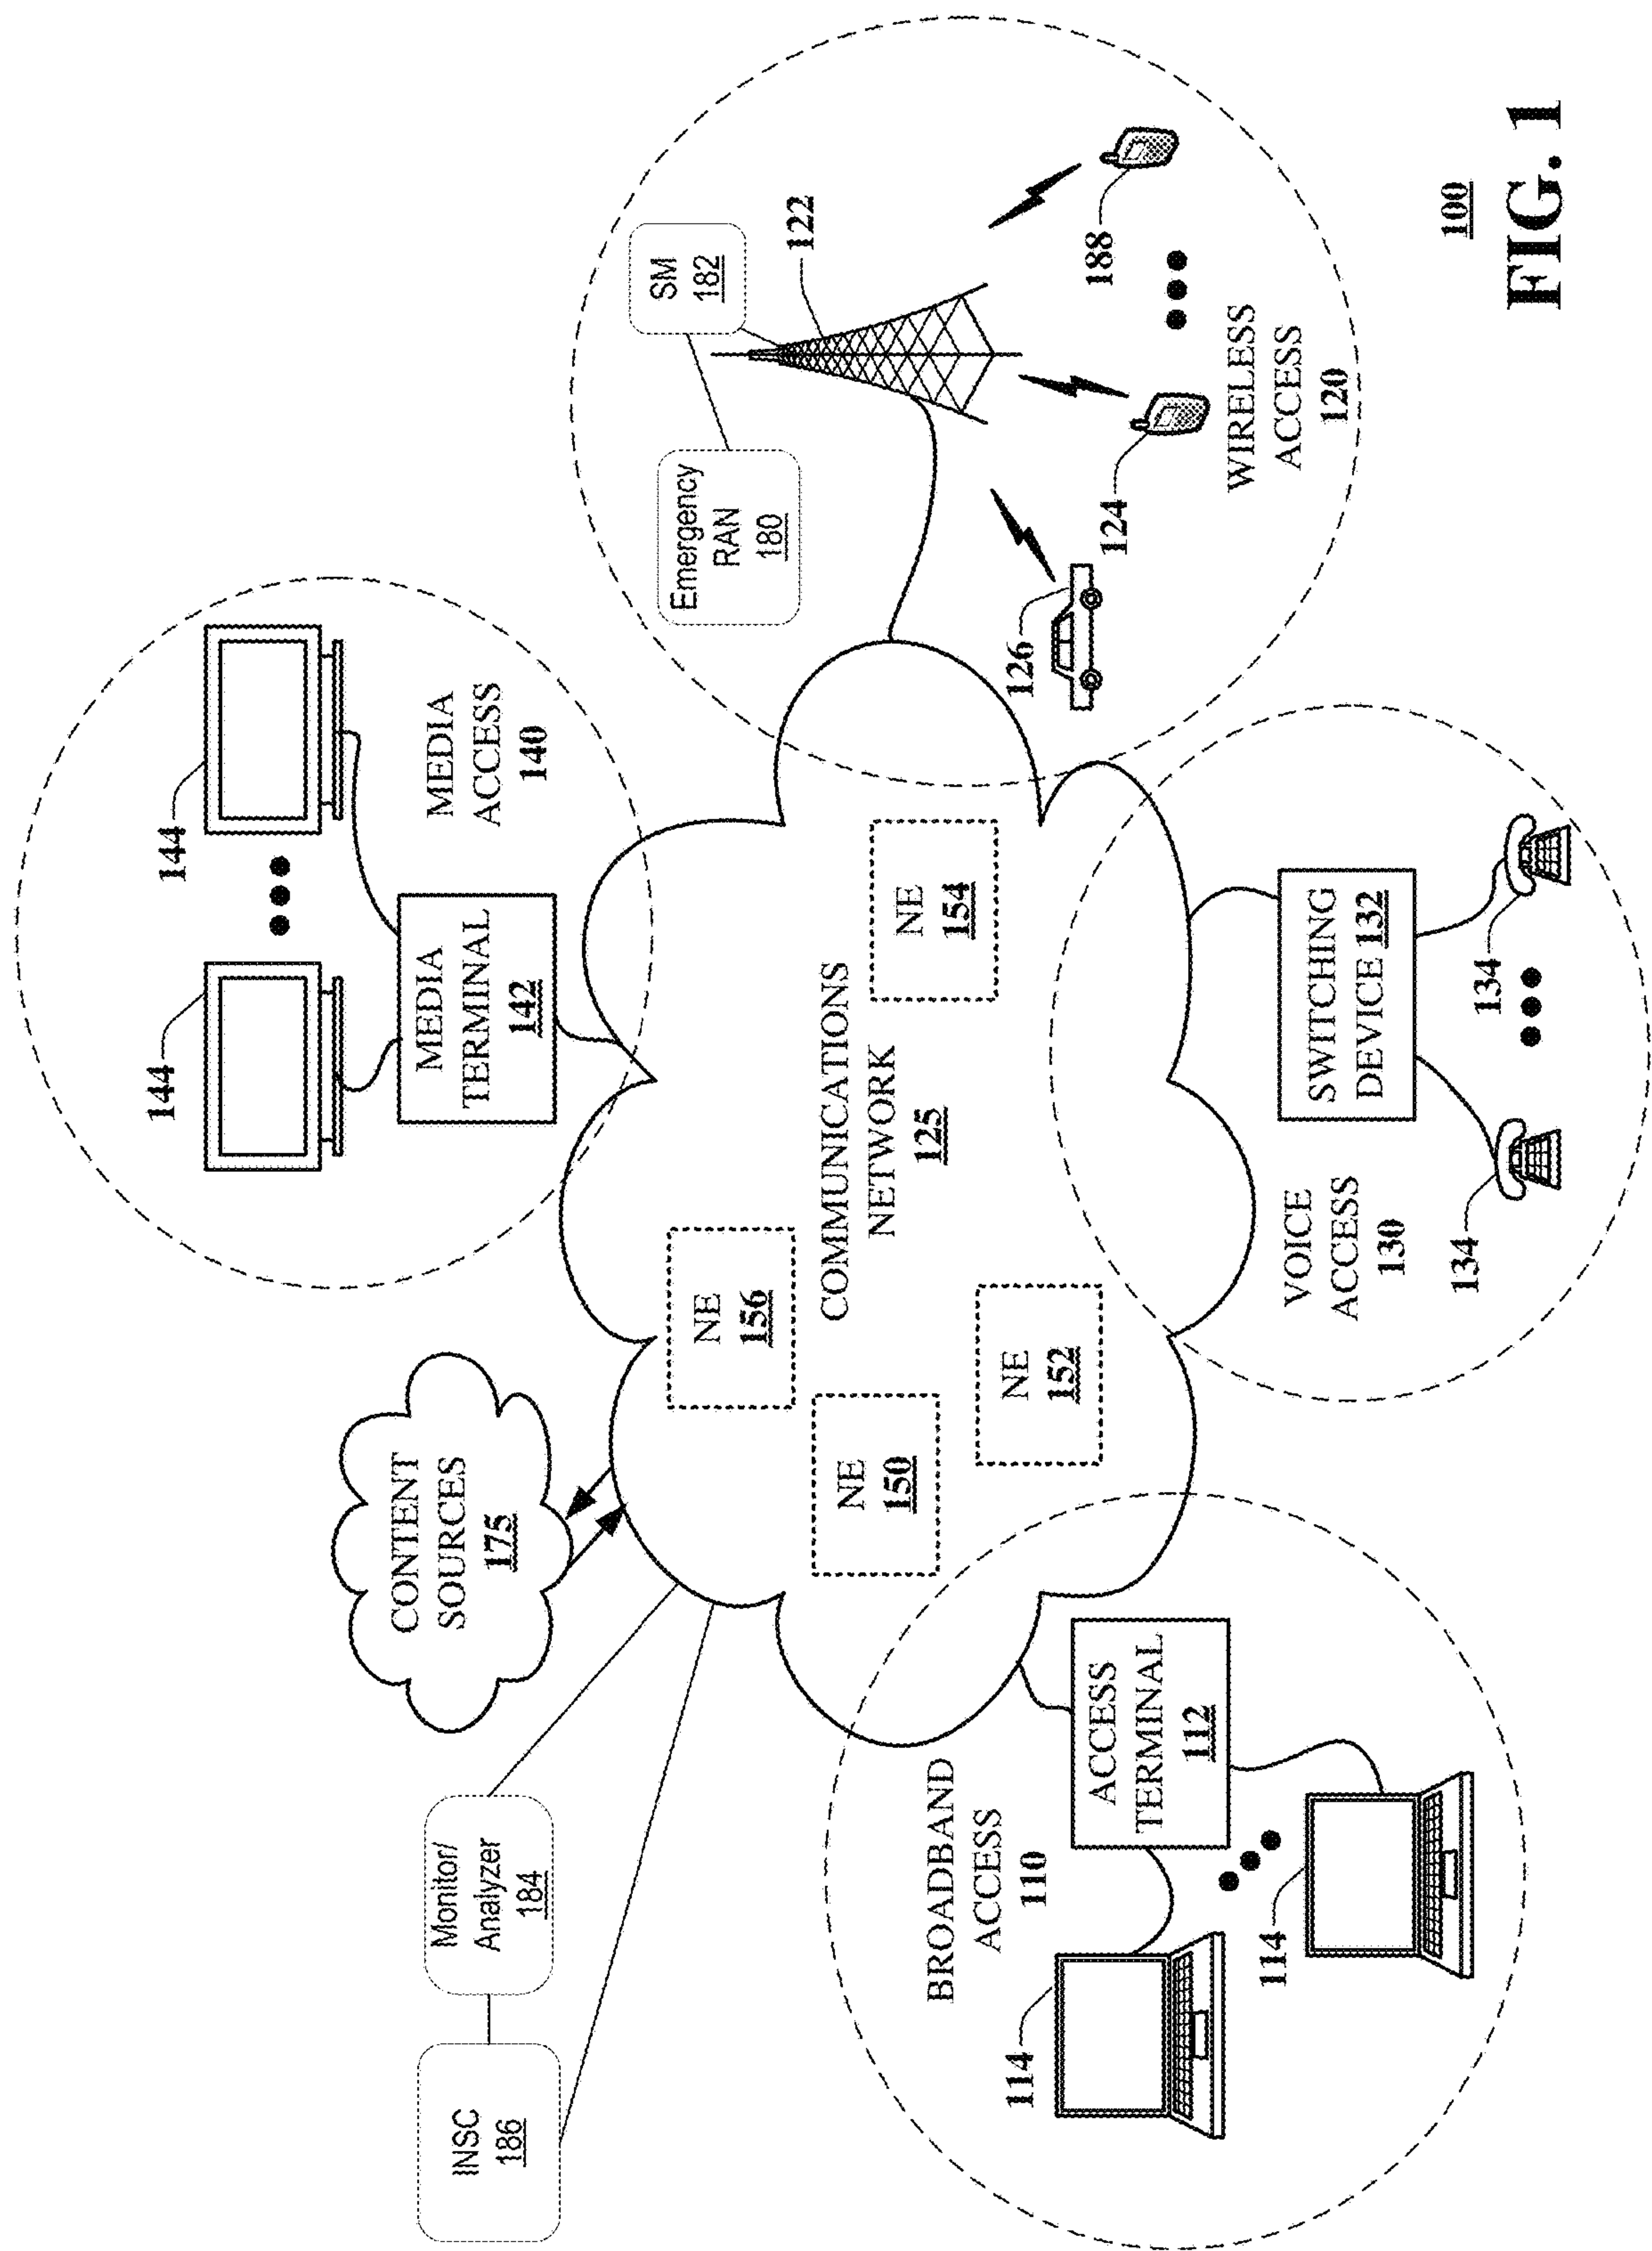 144
144
MEDIA
TERMINAL
142
MEDIA
ACCESS
140
CONTENT
SOURCES
175
Monitor/
Analyzer
184
INSC
186
Emergency
RAN
180
SM
182
122
NE
156
NE
150
NE
152
NE
154
COMMUNICATIONS
NETWORK
125
126
124
188
WIRELESS
ACCESS
120
BROADBAND
ACCESS
110
ACCESS
TERMINAL
112
114
114
VOICE
ACCESS
130
SWITCHING
DEVICE 132
134
134
100
FIG. 1